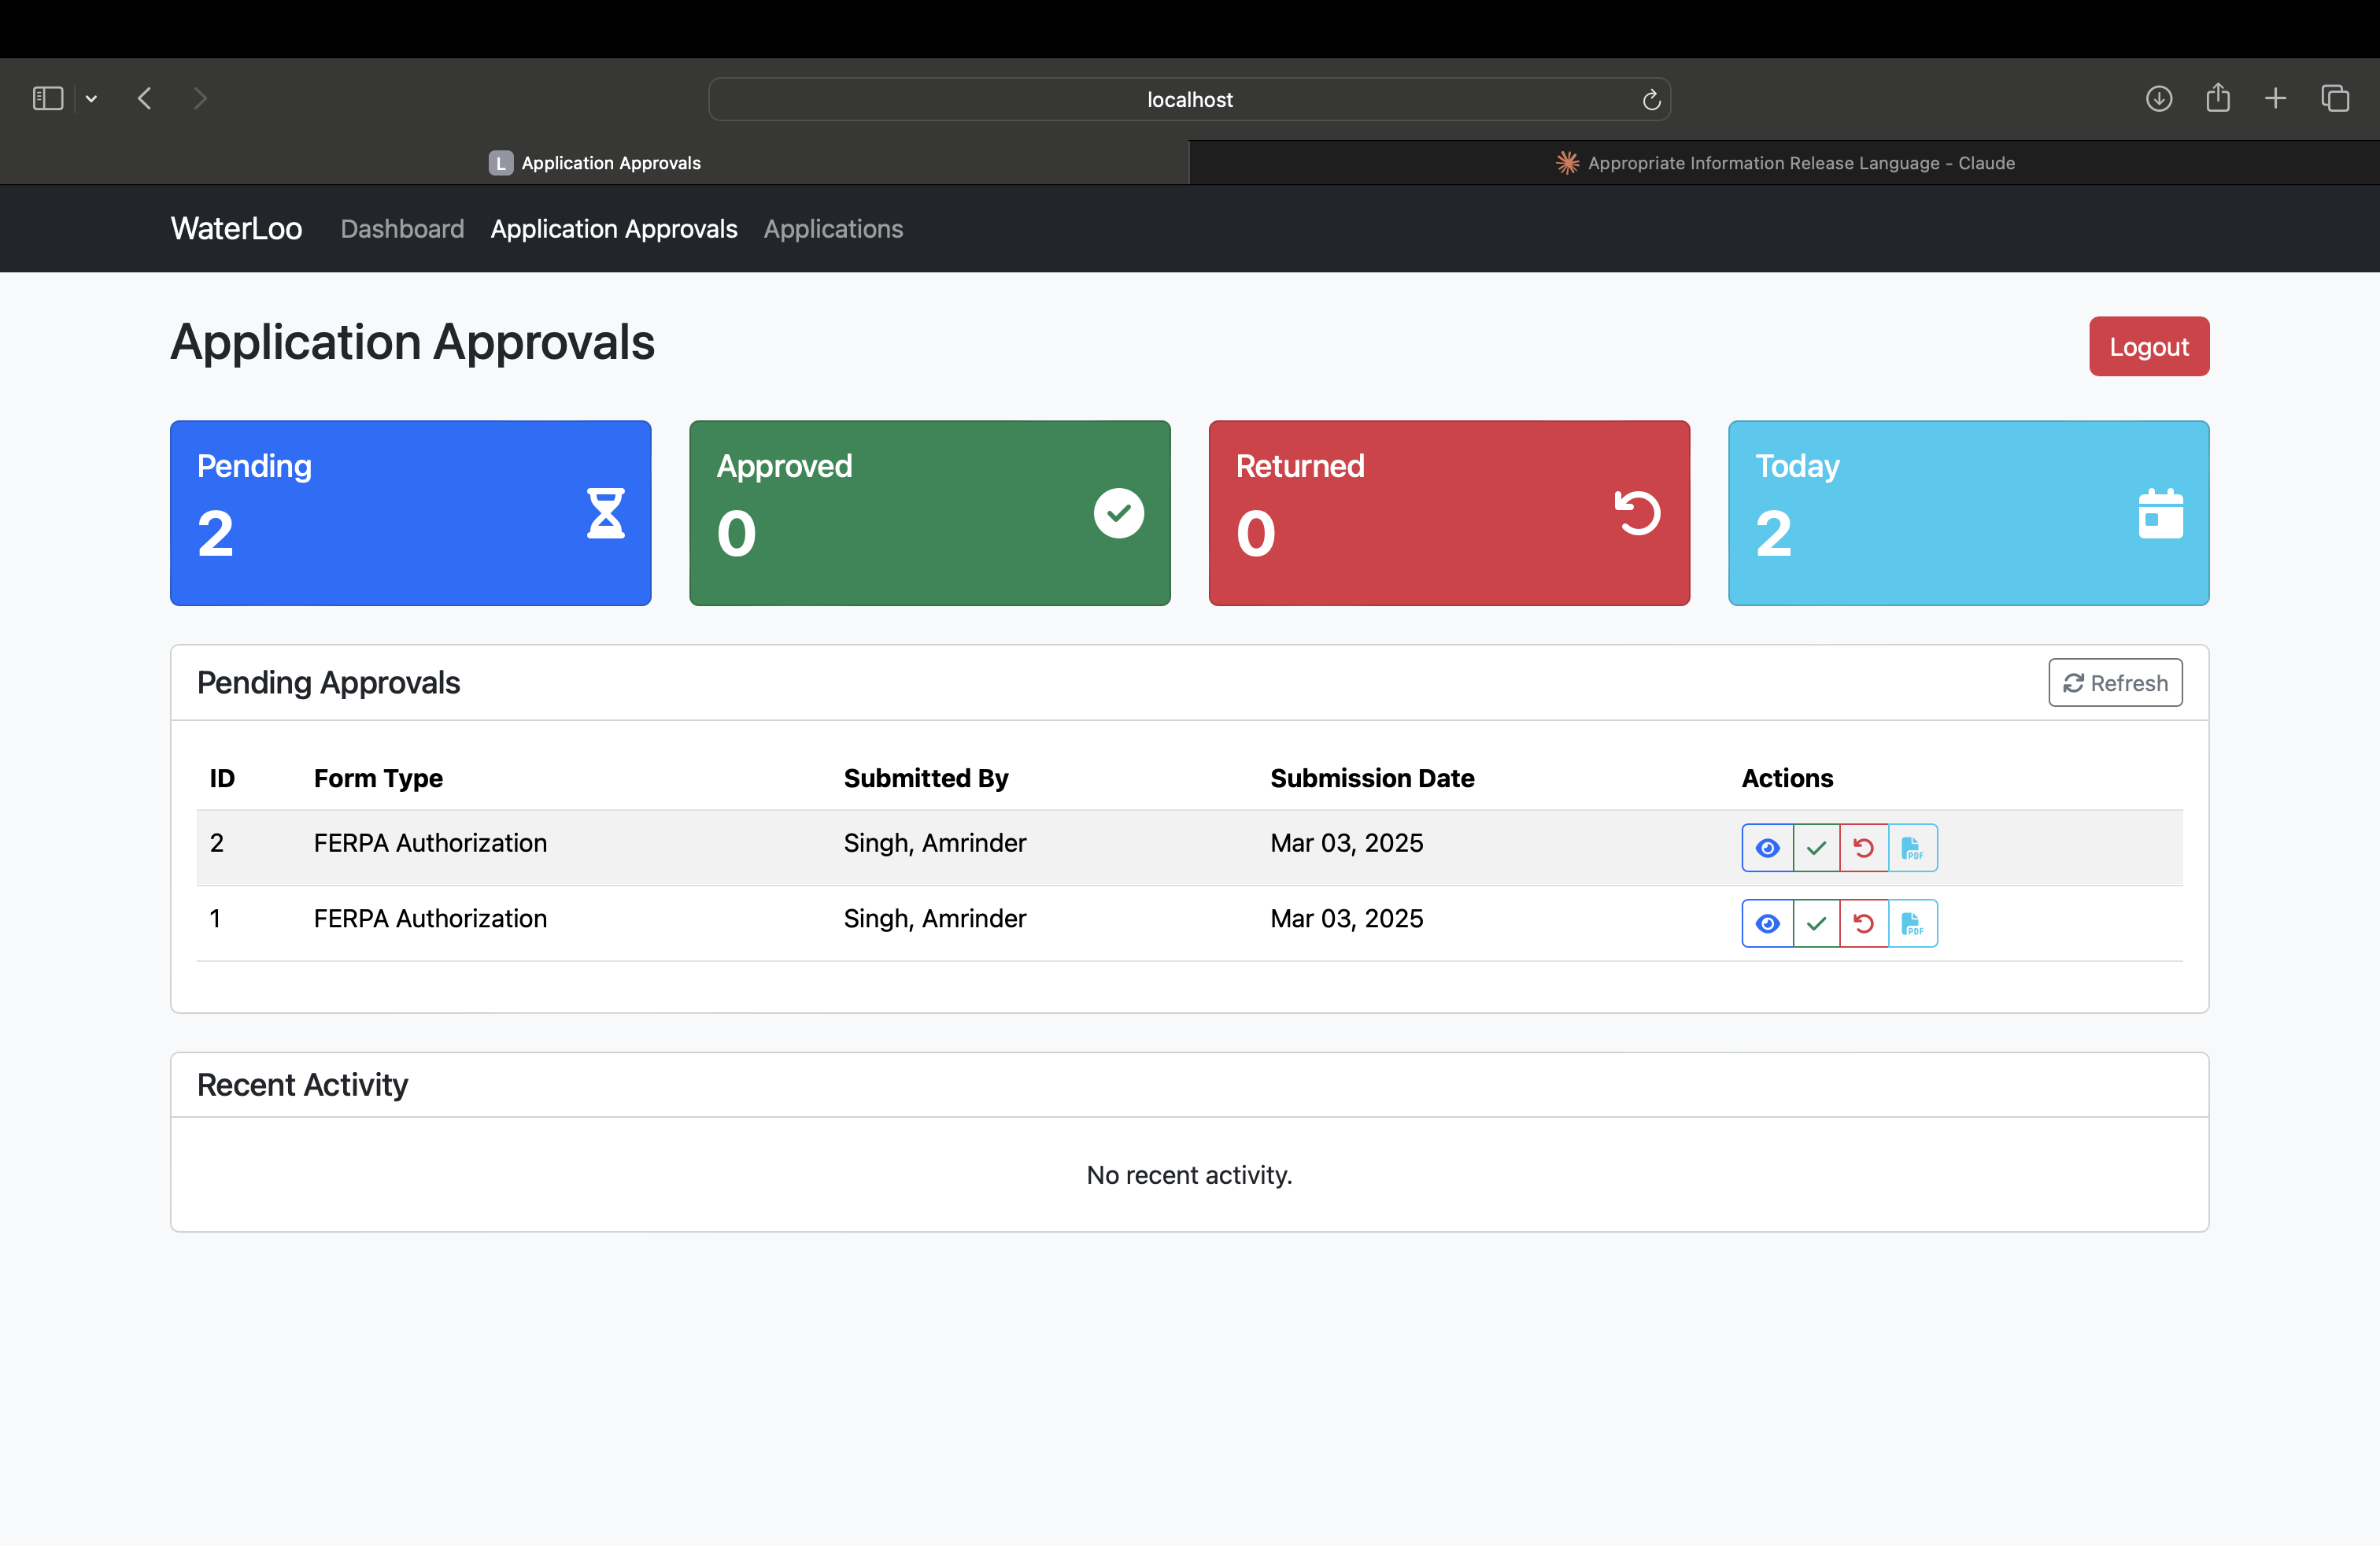 localhost
L Application Approvals
Appropriate Information Release Language - Claude
WaterLoo Dashboard Application Approvals Applications
Application Approvals
Logout
Pending
2
Approved
0
Returned
0
Today
2
Pending Approvals
Refresh
ID Form Type Submitted By Submission Date Actions
2 FERPA Authorization Singh, Amrinder Mar 03, 2025 PDF
1 FERPA Authorization Singh, Amrinder Mar 03, 2025 PDF
Recent Activity
No recent activity.